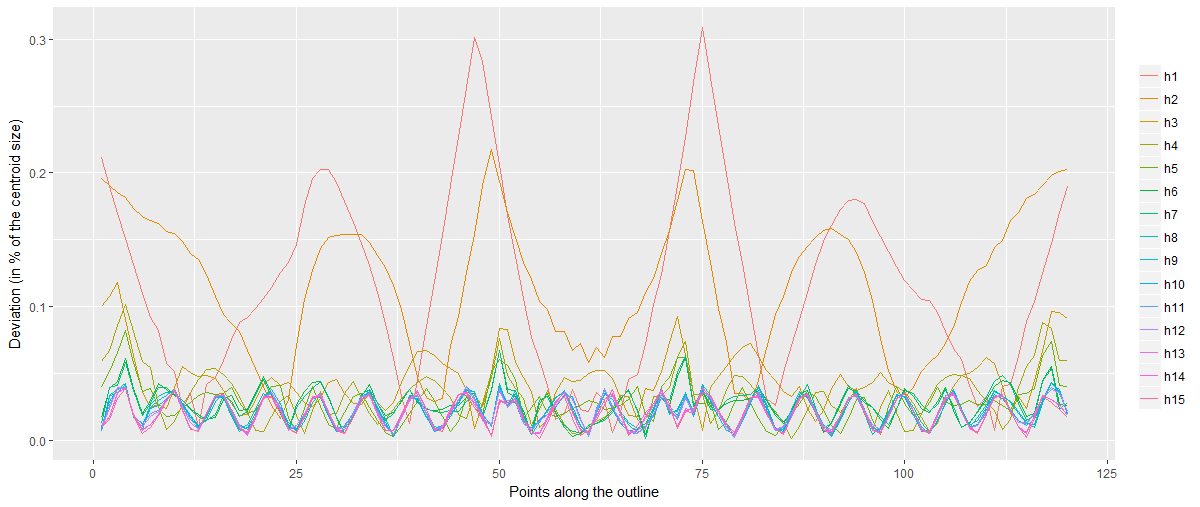 Deviation (in % of the centroid size)
0.3
0.2
0.1
0.0
0 25 50 75 100 125
Points along the outline
h1
h2
h3
h4
h5
h6
h7
h8
h9
h10
h11
h12
h13
h14
h15